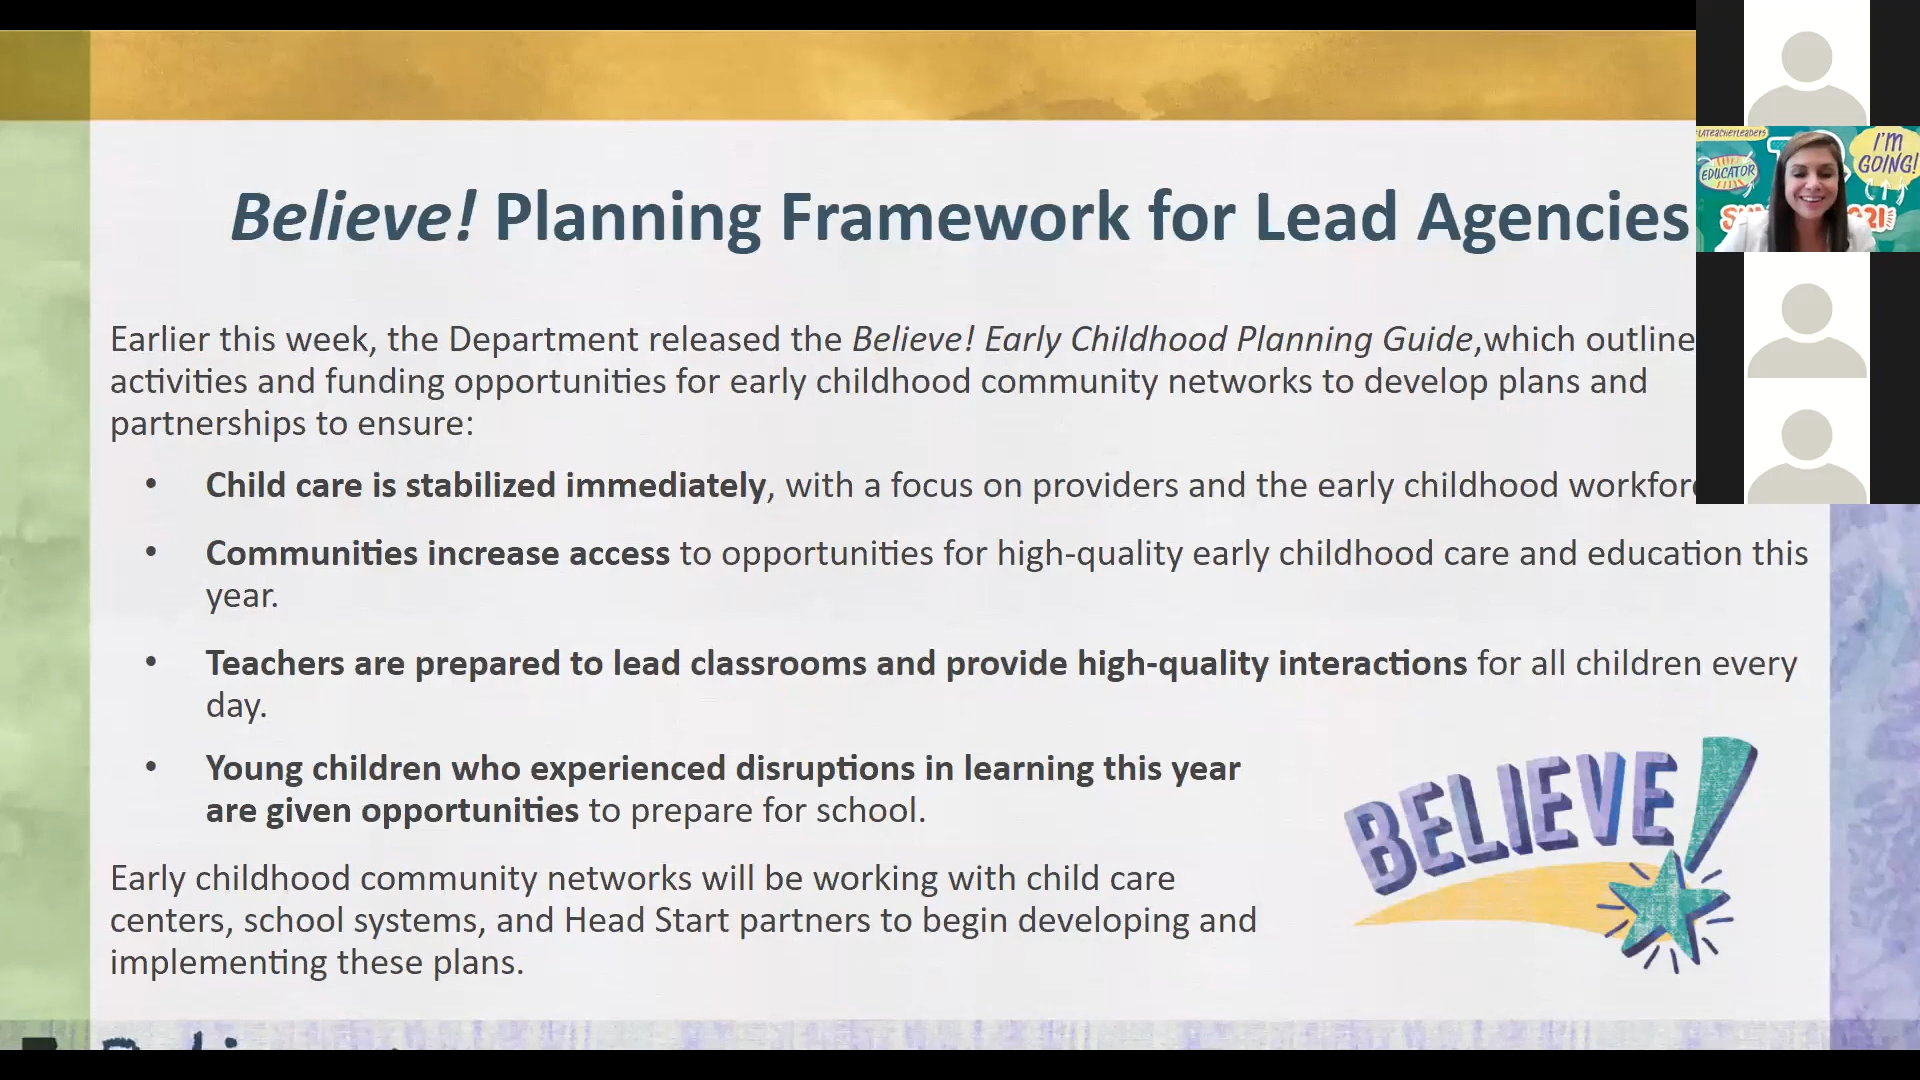 Believe! Planning Framework for Lead Agencies
Earlier this week, the Department released the Believe! Early Childhood Planning Guide,which outline
activities and funding opportunities for early childhood community networks to develop plans and
partnerships to ensure:
• Child care is stabilized immediately, with a focus on providers and the early childhood workfor
• Communities increase access to opportunities for high-quality early childhood care and education this
year.
• Teachers are prepared to lead classrooms and provide high-quality interactions for all children every
day.
• Young children who experienced disruptions in learning this year
are given opportunities to prepare for school.
Early childhood community networks will be working with child care
centers, school systems, and Head Start partners to begin developing and
implementing these plans.
BELIEVE!
#LATEACHERLEADERS
EDUCATOR
I'M
GOING!